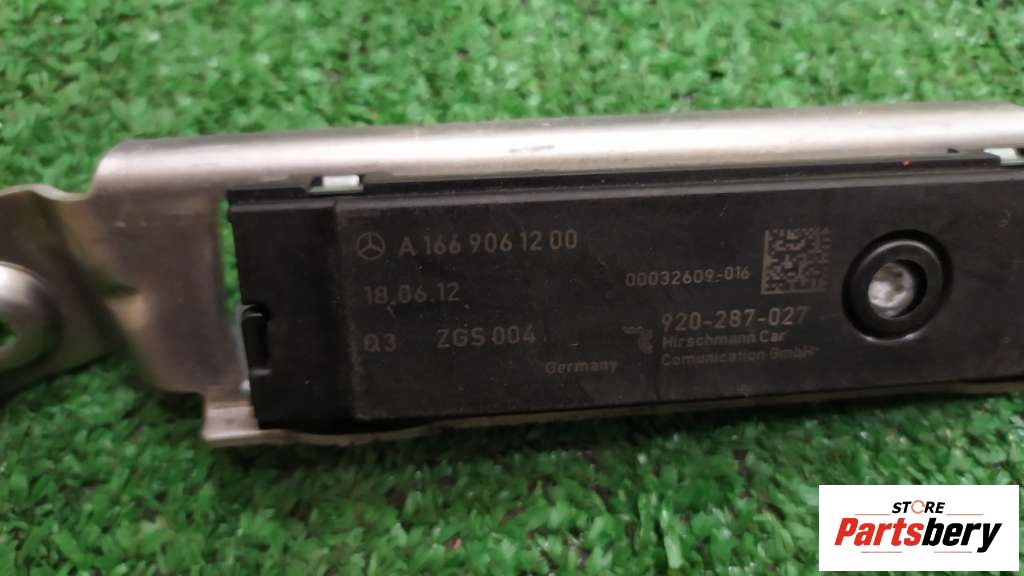 A 166 906 12 00
00032609-016
18.06.12
920-287-027
Q3 ZGS 004
Hirschmann Car
Germany
Comunication GmbH
STORE
Partsbery